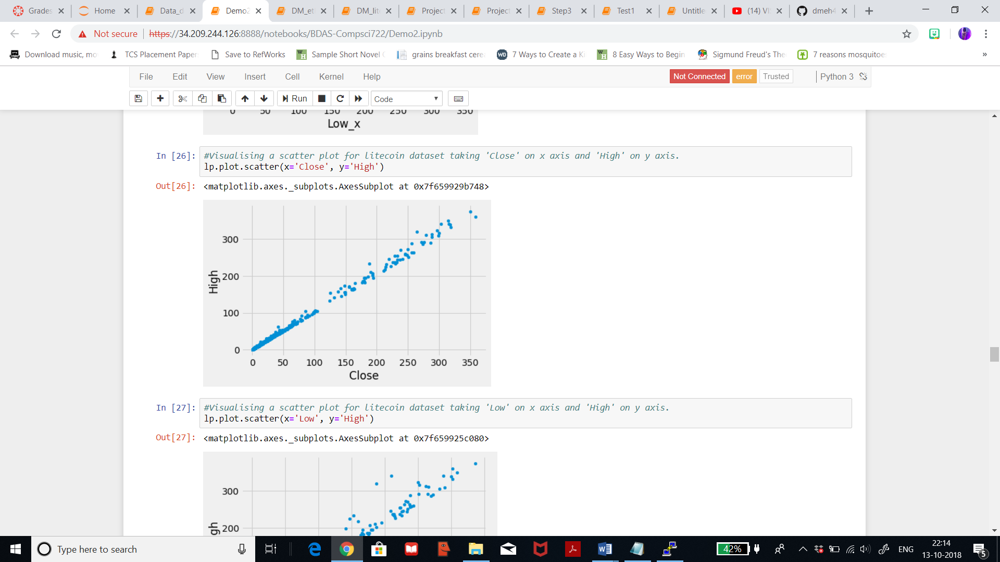 Grades
Home
Data_d
Demo2
DM_et
DM_lit
Project
Project
Step3
Test1
Untitle
(14) VI
dmeh4
Not secure
https://34.209.244.126:8888/notebooks/BDAS-Compsci722/Demo2.ipynb
Download music, mo
TCS Placement Paper
Save to RefWorks
Sample Short Novel
grains breakfast cere
7 Ways to Create a Ki
8 Easy Ways to Begin
Sigmund Freud's The
7 reasons mosquitoe
»
File Edit View Insert Cell Kernel Help
Not Connected error Trusted Python 3
Run Code
0 50 100 150 200 250 300 350
Low_x
In [26]: #Visualising a scatter plot for litecoin dataset taking 'Close' on x axis and 'High' on y axis.
lp.plot.scatter(x='Close', y='High')
Out[26]: <matplotlib.axes._subplots.AxesSubplot at 0x7f659929b748>
300
200
100
0
High
0 50 100 150 200 250 300 350
Close
In [27]: #Visualising a scatter plot for litecoin dataset taking 'Low' on x axis and 'High' on y axis.
lp.plot.scatter(x='Low', y='High')
Out[27]: <matplotlib.axes._subplots.AxesSubplot at 0x7f659925c080>
300
200
gh
Type here to search
42%
ENG
22:14
13-10-2018
5